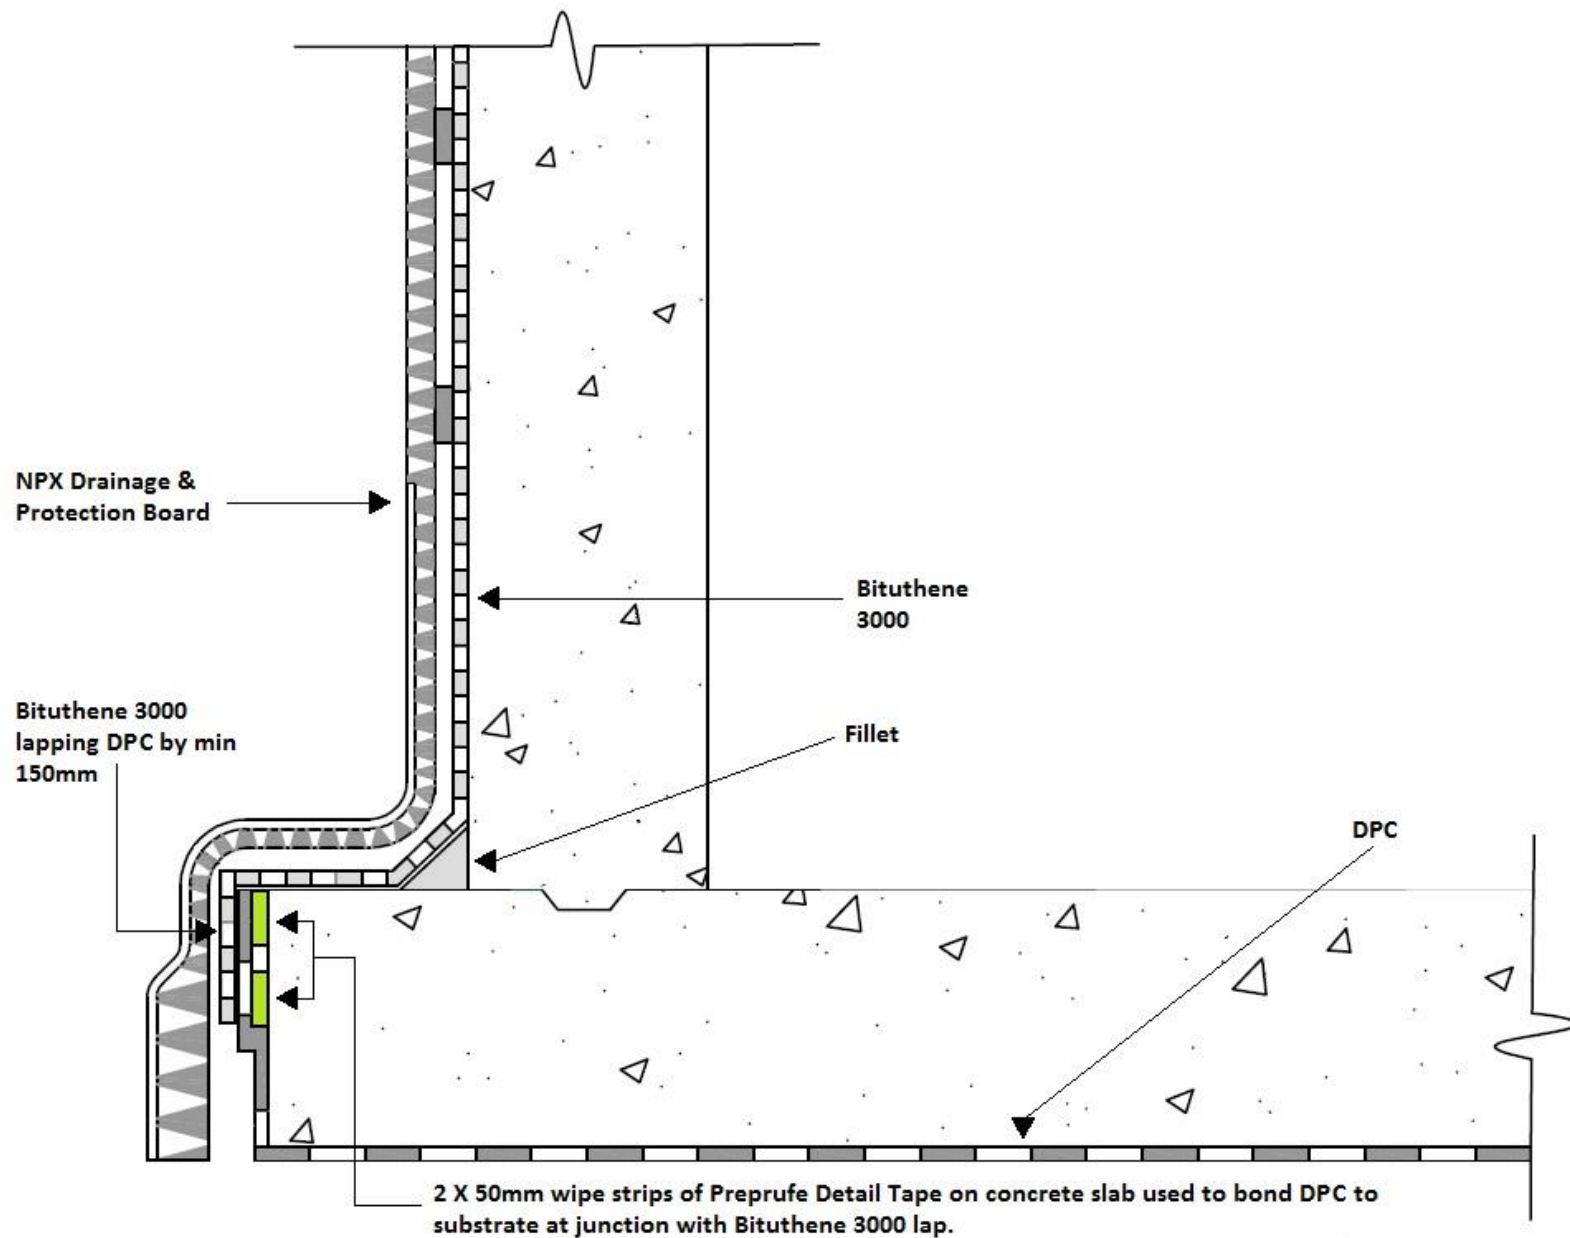 NPX Drainage &
Protection Board
Bituthene
3000
Bituthene 3000
lapping DPC by min
150mm
Fillet
DPC
2 X 50mm wipe strips of Preprufe Detail Tape on concrete slab used to bond DPC to
substrate at junction with Bituthene 3000 lap.